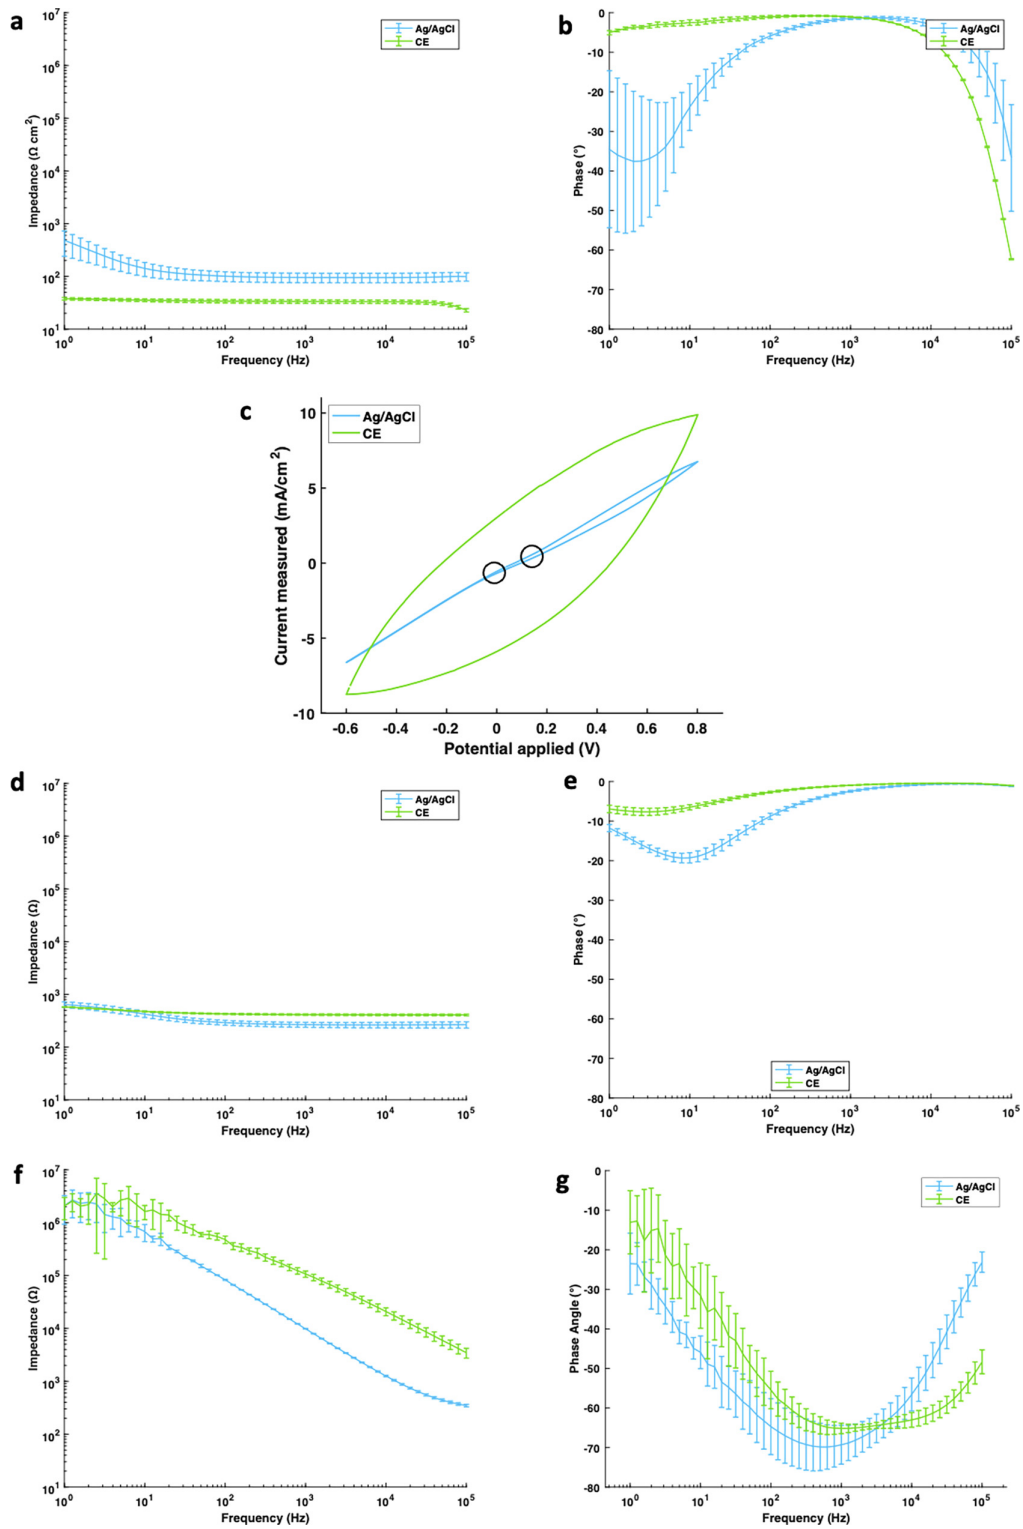 a
10⁷
10⁶
10⁵
10⁴
10³
10²
10¹
Impedance (Ω cm²)
Ag/AgCl
CE
10⁰ 10¹ 10² 10³ 10⁴ 10⁵
Frequency (Hz)
b
0
-10
-20
-30
-40
-50
-60
-70
-80
Phase (°)
Ag/AgCl
CE
10⁰ 10¹ 10² 10³ 10⁴ 10⁵
Frequency (Hz)
c
10
5
0
-5
-10
Current measured (mA/cm²)
Ag/AgCl
CE
-0.6 -0.4 -0.2 0 0.2 0.4 0.6 0.8
Potential applied (V)
d
10⁷
10⁶
10⁵
10⁴
10³
10²
10¹
Impedance (Ω)
Ag/AgCl
CE
10⁰ 10¹ 10² 10³ 10⁴ 10⁵
Frequency (Hz)
e
0
-10
-20
-30
-40
-50
-60
-70
-80
Phase (°)
Ag/AgCl
CE
10⁰ 10¹ 10² 10³ 10⁴ 10⁵
Frequency (Hz)
f
10⁷
10⁶
10⁵
10⁴
10³
10²
10¹
Impedance (Ω)
10⁰ 10¹ 10² 10³ 10⁴ 10⁵
Frequency (Hz)
g
0
-10
-20
-30
-40
-50
-60
-70
-80
Phase Angle (°)
Ag/AgCl
CE
10⁰ 10¹ 10² 10³ 10⁴ 10⁵
Frequency (Hz)